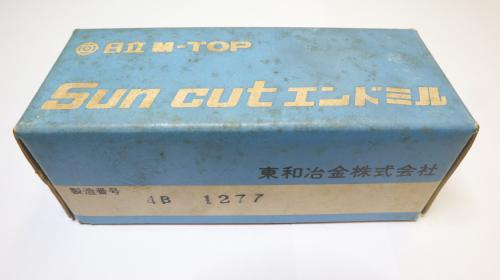 日立 M-TOP
Sun cut エンドミル
東和冶金株式会社
製造番号 4B 1277